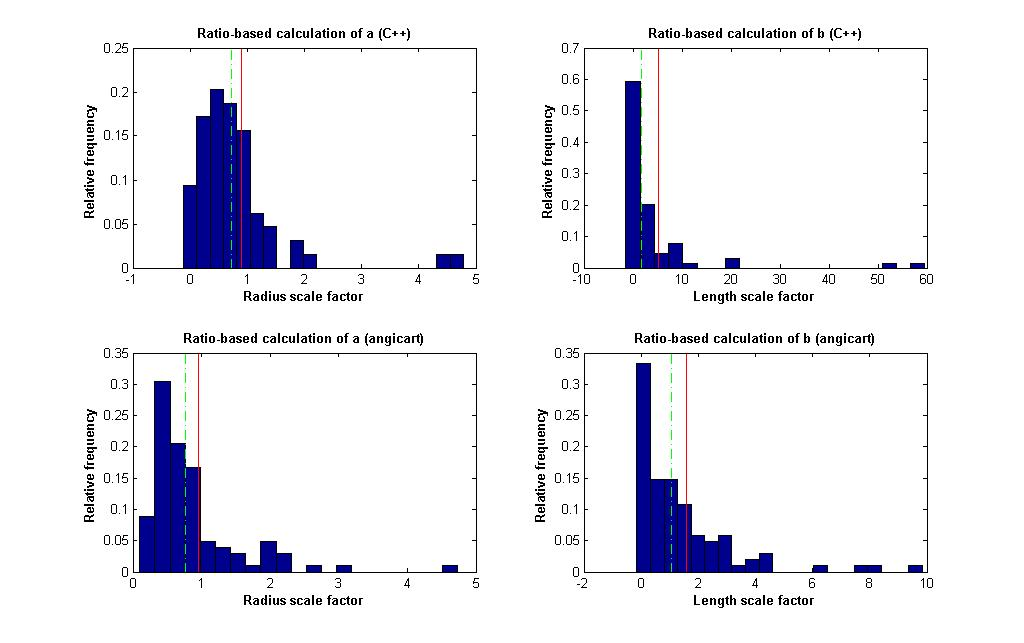 Ratio-based calculation of a (C++)
0.25
0.2
0.15
0.1
0.05
0
Relative frequency
-1 0 1 2 3 4 5
Radius scale factor
Ratio-based calculation of b (C++)
0.7
0.6
0.5
0.4
0.3
0.2
0.1
0
Relative frequency
-10 0 10 20 30 40 50 60
Length scale factor
Ratio-based calculation of a (angicart)
0.35
0.3
0.25
0.2
0.15
0.1
0.05
0
Relative frequency
0 1 2 3 4 5
Radius scale factor
Ratio-based calculation of b (angicart)
0.35
0.3
0.25
0.2
0.15
0.1
0.05
0
Relative frequency
-2 0 2 4 6 8 10
Length scale factor